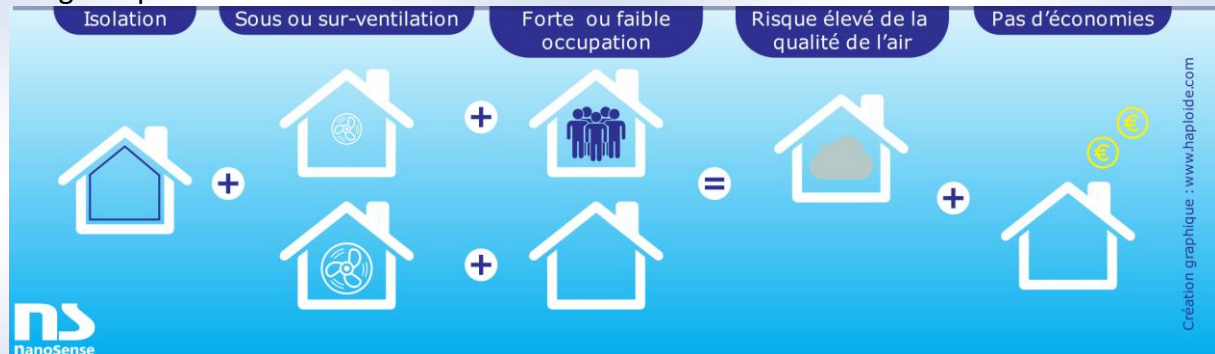 Isolation
Sous ou sur-ventilation
Forte ou faible
occupation
Risque élevé de la
qualité de l'air
Pas d'économies
+
+
+
=
+
€
€
ns
nanoSense
Création graphique : www.haploide.com